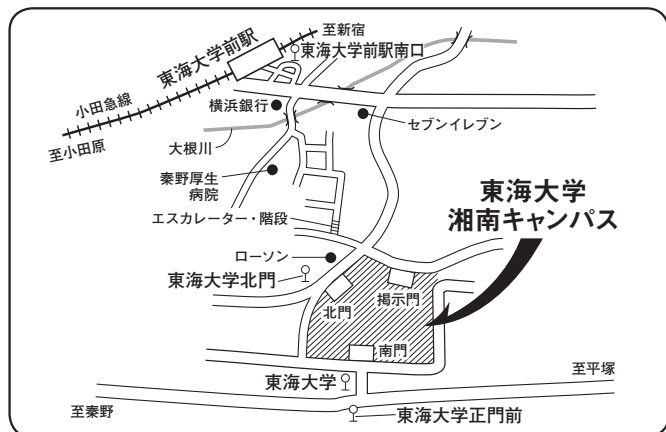 至新宿
東海大学前駅
東海大学前駅南口
小田急線
至小田原
横浜銀行
セブンイレブン
大根川
秦野厚生
病院
エスカレーター・階段
東海大学
湘南キャンパス
ローソン
東海大学北門
北門
掲示門
南門
東海大学
至平塚
至秦野
東海大学正門前